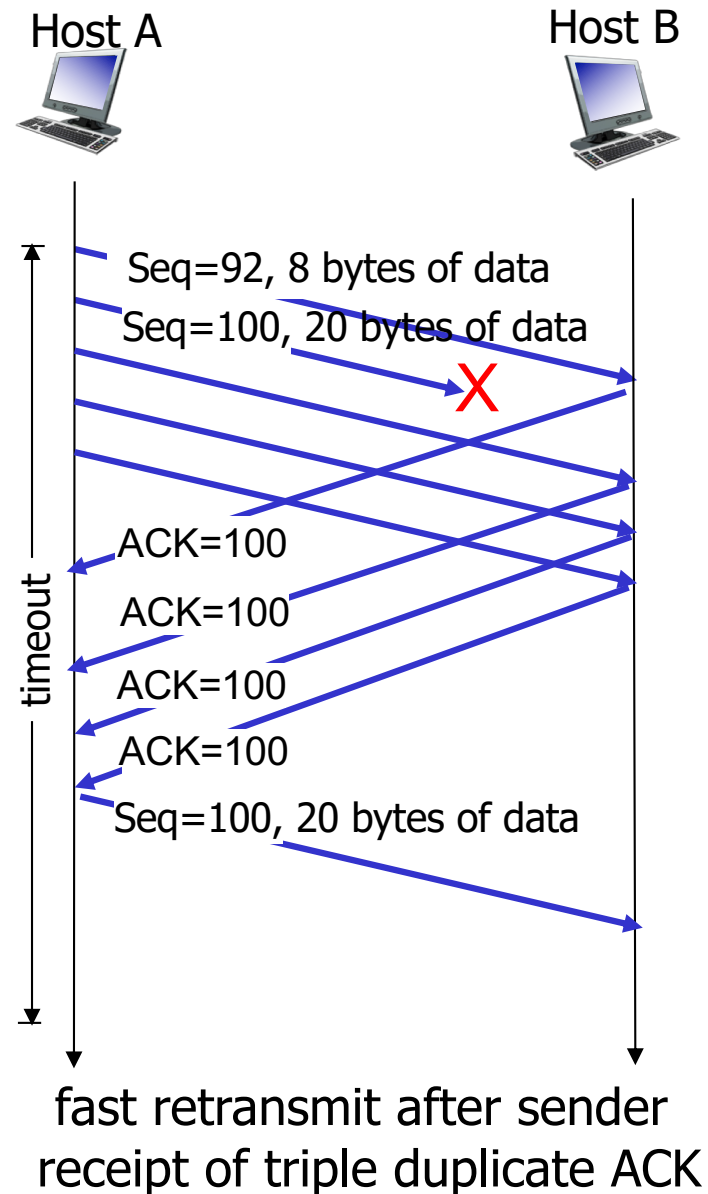 Host A
Host B
Seq=92, 8 bytes of data
Seq=100, 20 bytes of data
X
ACK=100
ACK=100
timeout
ACK=100
ACK=100
Seq=100, 20 bytes of data
fast retransmit after sender
receipt of triple duplicate ACK